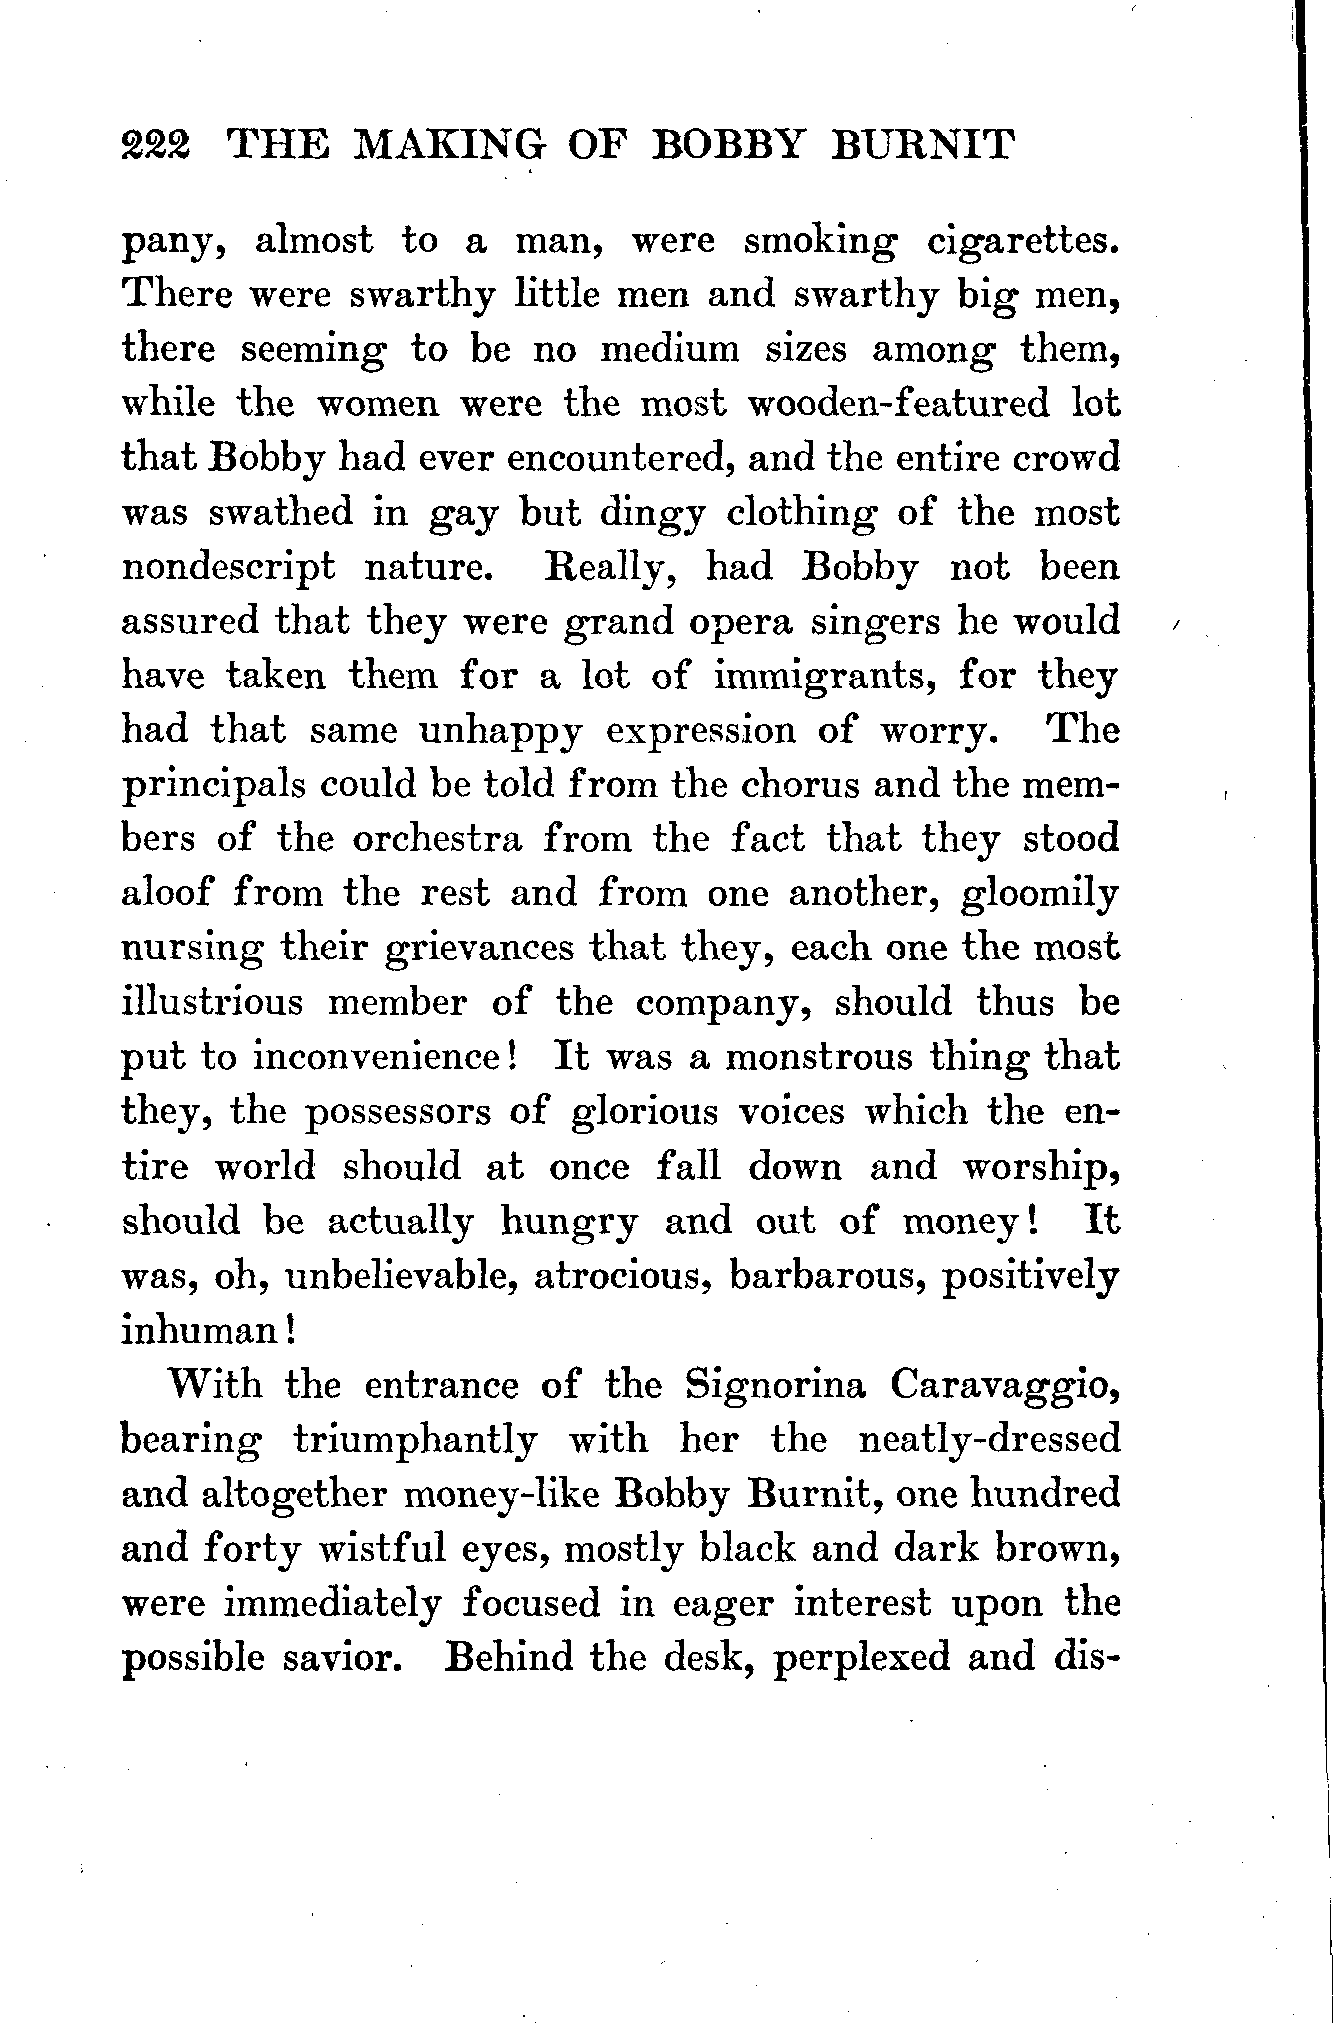 222 THE MAKING OF BOBBY BURNIT
pany, almost to a man, were smoking cigarettes.
There were swarthy little men and swarthy big men,
there seeming to be no medium sizes among them,
while the women were the most wooden-featured lot
that Bobby had ever encountered, and the entire crowd
was swathed in gay but dingy clothing of the most
nondescript nature. Really, had Bobby not been
assured that they were grand opera singers he would
have taken them for a lot of immigrants, for they
had that same unhappy expression of worry. The
principals could be told from the chorus and the mem-
bers of the orchestra from the fact that they stood
aloof from the rest and from one another, gloomily
nursing their grievances that they, each one the most
illustrious member of the company, should thus be
put to inconvenience! It was a monstrous thing that
they, the possessors of glorious voices which the en-
tire world should at once fall down and worship,
should be actually hungry and out of money! It
was, oh, unbelievable, atrocious, barbarous, positively
inhuman!
With the entrance of the Signorina Caravaggio,
bearing triumphantly with her the neatly-dressed
and altogether money-like Bobby Burnit, one hundred
and forty wistful eyes, mostly black and dark brown,
were immediately focused in eager interest upon the
possible savior. Behind the desk, perplexed and dis-